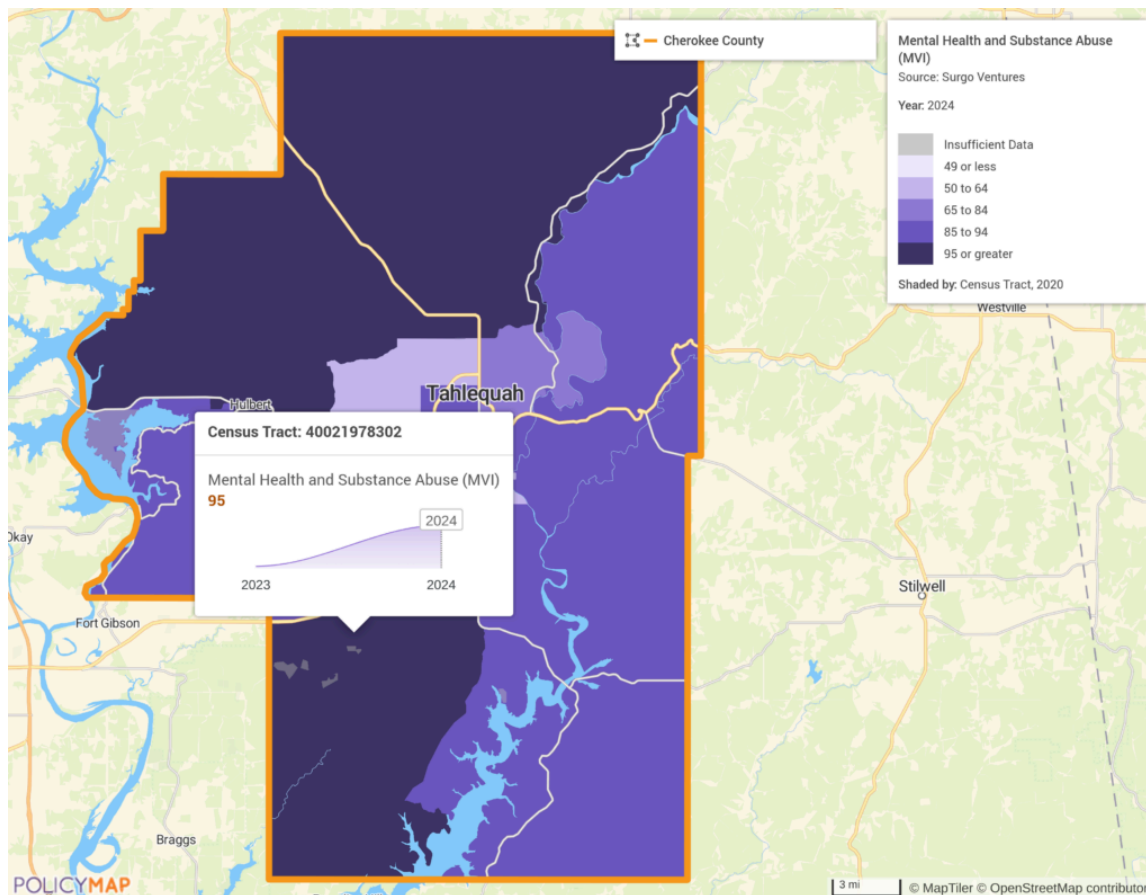 Cherokee County
Mental Health and Substance Abuse
(MVI)
Source: Surgo Ventures
Year: 2024
Insufficient Data
49 or less
50 to 64
65 to 84
85 to 94
95 or greater
Shaded by: Census Tract, 2020
Westville
Tahlequah
Hulbert
Census Tract: 40021978302
Mental Health and Substance Abuse (MVI)
95
2024
2023
2024
Okay
Stilwell
Fort Gibson
Braggs
POLICYMAP
3 mi
© MapTiler © OpenStreetMap contributo